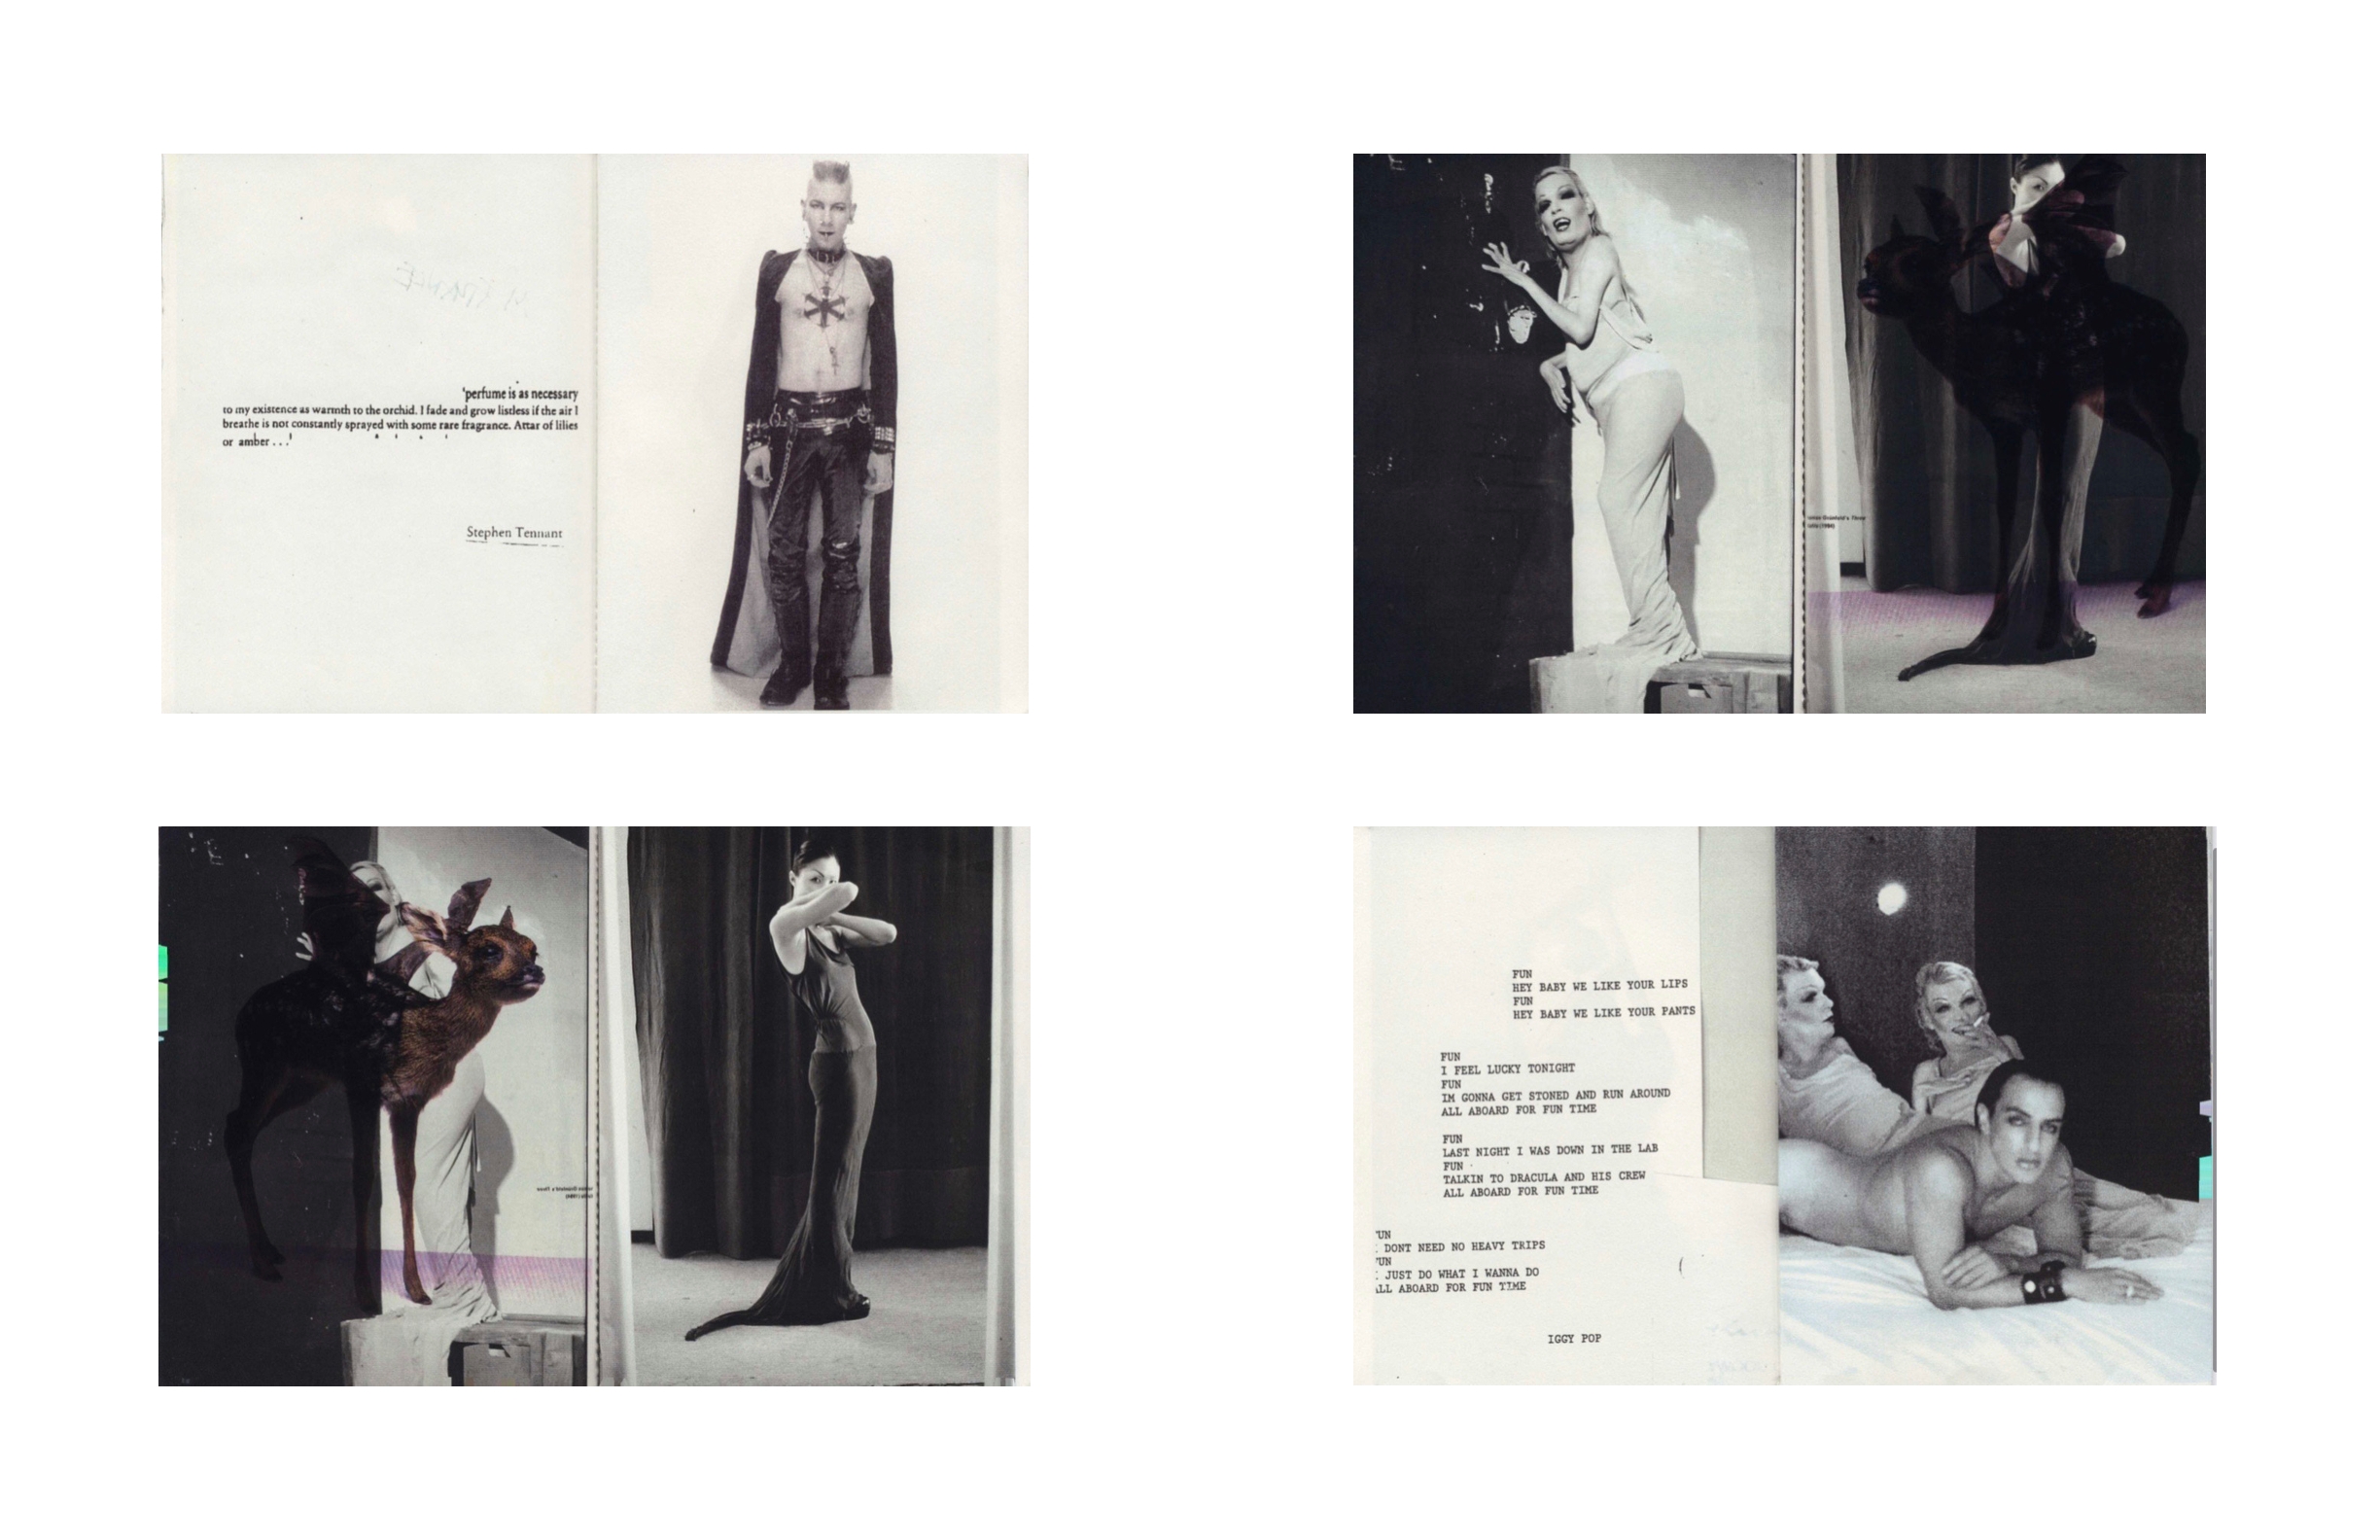 'perfume is as necessary
to my existence as warmth to the orchid. I fade and grow listless if the air I
breathe is not constantly sprayed with some rare fragrance. Attar of lilies
or amber . . .'
Stephen Tennant
(1994)
FUN
HEY BABY WE LIKE YOUR LIPS
FUN
HEY BABY WE LIKE YOUR PANTS
FUN
I FEEL LUCKY TONIGHT
FUN
IM GONNA GET STONED AND RUN AROUND
ALL ABOARD FOR FUN TIME
FUN
LAST NIGHT I WAS DOWN IN THE LAB
FUN
TALKIN TO DRACULA AND HIS CREW
ALL ABOARD FOR FUN TIME
FUN
I DONT NEED NO HEAVY TRIPS
FUN
I JUST DO WHAT I WANNA DO
ALL ABOARD FOR FUN TIME
IGGY POP